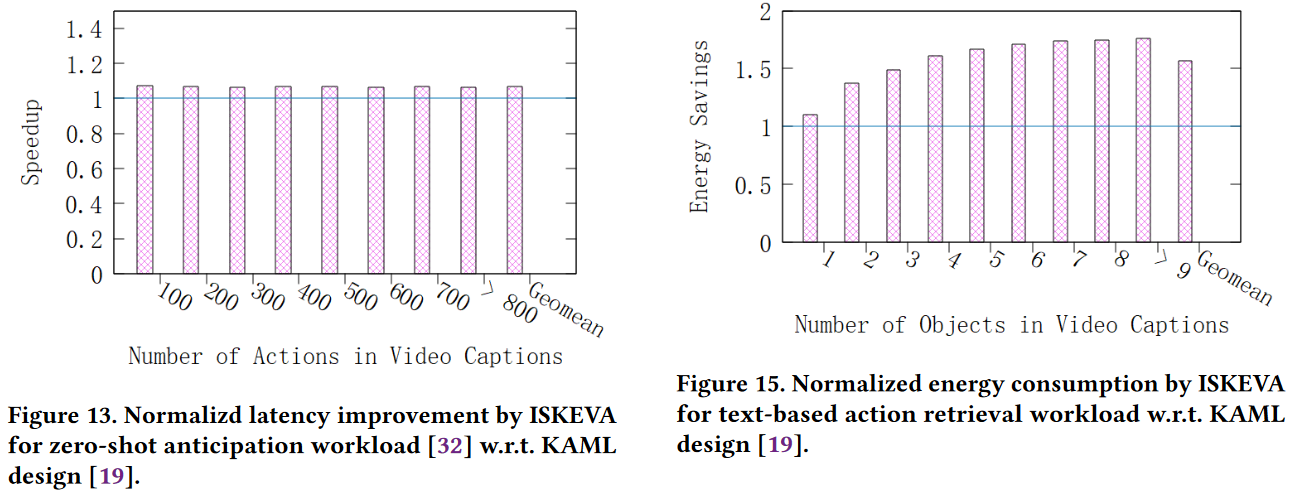 1.4
1.2
1
0.8
0.6
0.4
0.2
0
Speedup
100
200
300
400
500
600
700
> 800
Geomean
Number of Actions in Video Captions
Figure 13. Normalizd latency improvement by ISKEVA
for zero-shot anticipation workload [32] w.r.t. KAML
design [19].
2
1.5
1
0.5
0
Energy Savings
1
2
3
4
5
6
7
8
> 9
Geomean
Number of Objects in Video Captions
Figure 15. Normalized energy consumption by ISKEVA
for text-based action retrieval workload w.r.t. KAML
design [19].